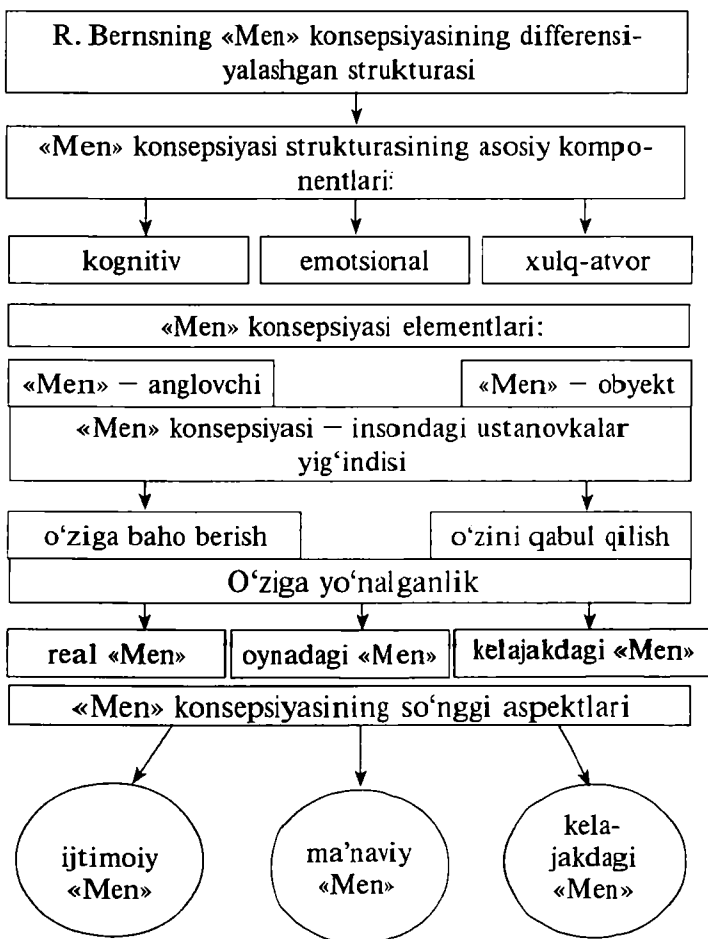 R. Bernsning «Men» konsepsiyasining differensi-
yalashgan strukturasi
«Men» konsepsiyasi strukturasining asosiy kompo-
nentlari:
kognitiv
emotsional
xulq-atvor
«Men» konsepsiyasi elementlari:
«Men» — anglovchi
«Men» — obyekt
«Men» konsepsiyasi — insondagi ustanovkalar
yig‘indisi
o‘ziga baho berish
o‘zini qabul qilish
O‘ziga yo‘nalganlik
real «Men»
oynadagi «Men»
kelajakdagi «Men»
«Men» konsepsiyasining so‘nggi aspektlari
ijtimoiy
«Men»
ma’naviy
«Men»
kela-
jakdagi
«Men»